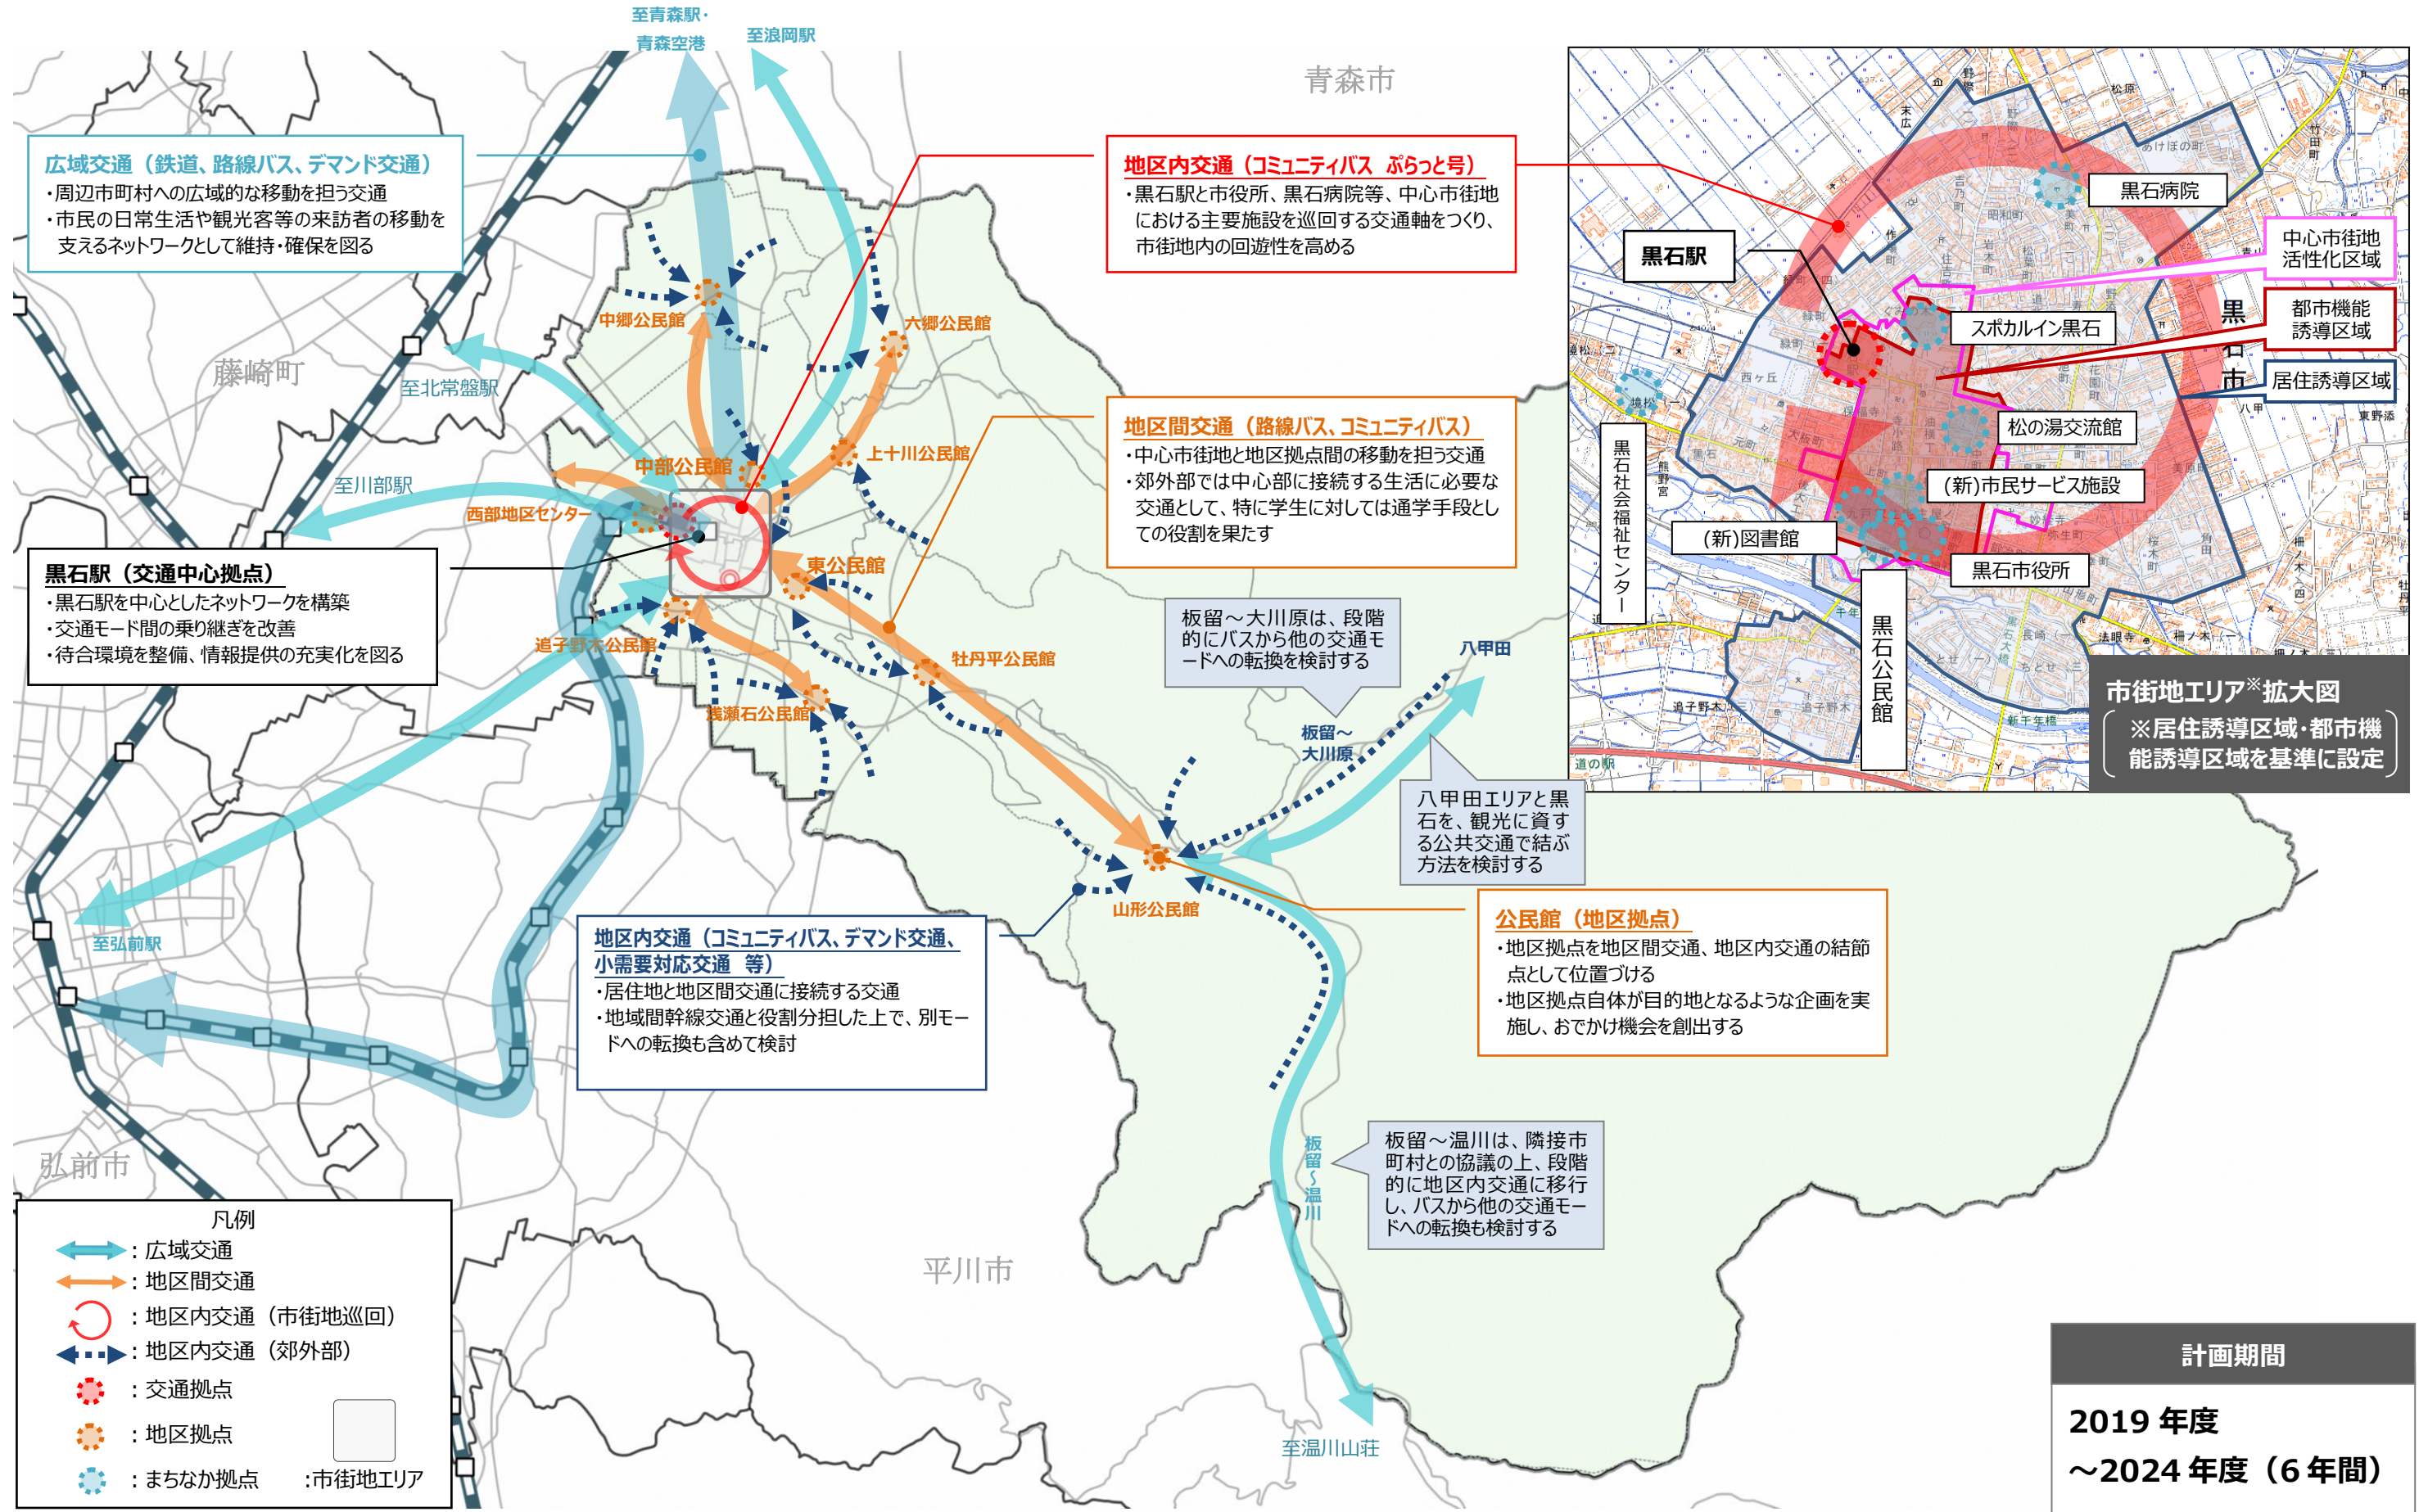 至青森駅・
青森空港
至浪岡駅
青森市
広域交通（鉄道、路線バス、デマンド交通）
・周辺市町村への広域的な移動を担う交通
・市民の日常生活や観光客等の来訪者の移動を
支えるネットワークとして維持・確保を図る
地区内交通（コミュニティバス ぷらっと号）
・黒石駅と市役所、黒石病院等、中心市街地
における主要施設を巡回する交通軸をつくり、
市街地内の回遊性を高める
中郷公民館
六郷公民館
藤崎町
至北常盤駅
地区間交通（路線バス、コミュニティバス）
・中心市街地と地区拠点間の移動を担う交通
・郊外部では中心部に接続する生活に必要な
交通として、特に学生に対しては通学手段とし
ての役割を果たす
上十川公民館
中部公民館
至川部駅
西部地区センター
黒石駅（交通中心拠点）
・黒石駅を中心としたネットワークを構築
・交通モード間の乗り継ぎを改善
・待合環境を整備、情報提供の充実化を図る
東公民館
追子野木公民館
牡丹平公民館
浅瀬石公民館
板留～大川原は、段階
的にバスから他の交通モ
ードへの転換を検討する
八甲田
板留～
大川原
八甲田エリアと黒
石を、観光に資す
る公共交通で結ぶ
方法を検討する
山形公民館
至弘前駅
地区内交通（コミュニティバス、デマンド交通、
小需要対応交通 等）
・居住地と地区間交通に接続する交通
・地域間幹線交通と役割分担した上で、別モー
ドへの転換も含めて検討
公民館（地区拠点）
・地区拠点を地区間交通、地区内交通の結節
点として位置づける
・地区拠点自体が目的地となるような企画を実
施し、おでかけ機会を創出する
板留～温川
板留～温川は、隣接市
町村との協議の上、段階
的に地区内交通に移行
し、バスから他の交通モー
ドへの転換も検討する
弘前市
平川市
至温川山荘
凡例
：広域交通
：地区間交通
：地区内交通（市街地巡回）
：地区内交通（郊外部）
：交通拠点
：地区拠点
：まちなか拠点
：市街地エリア
黒石病院
黒石駅
中心市街地
活性化区域
都市機能
誘導区域
居住誘導区域
スポカルイン黒石
松の湯交流館
(新)市民サービス施設
(新)図書館
黒石市役所
黒石社会福祉センター
黒石公民館
黒石市
末広
松原
あけぼの町
竹田町
昭和町
西ケ丘
元町
八甲
東野添
桜木町
法眼寺
追子野木
新千年橋
道の駅
市街地エリア※拡大図
※居住誘導区域・都市機
能誘導区域を基準に設定
計画期間
2019 年度
～2024 年度（6 年間）